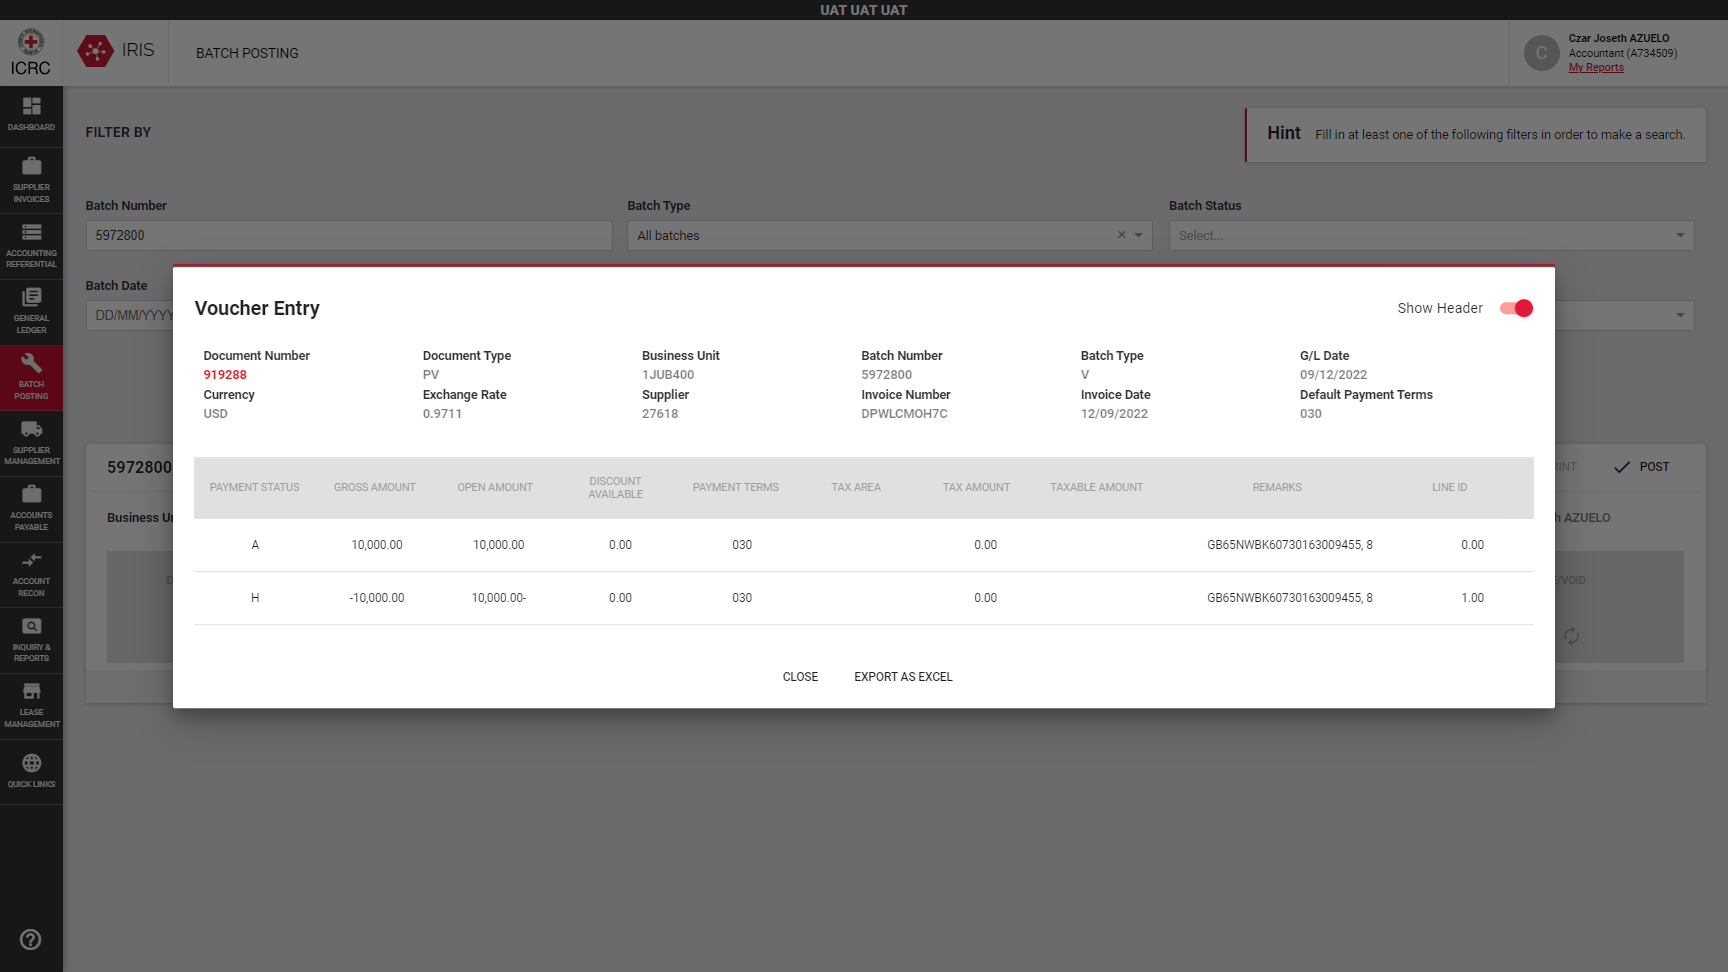 UAT UAT UAT
ICRC
IRIS
BATCH POSTING
C
Czar Joseth AZUELO
Accountant (A734509)
My Reports
DASHBOARD
SUPPLIER
INVOICES
ACCOUNTING
REFERENTIAL
GENERAL
LEDGER
BATCH
POSTING
SUPPLIER
MANAGEMENT
ACCOUNTS
PAYABLE
ACCOUNT
RECON
INQUIRY &
REPORTS
LEASE
MANAGEMENT
QUICK LINKS
FILTER BY
Hint Fill in at least one of the following filters in order to make a search.
Batch Number Batch Type Batch Status
5972800 All batches × Select...
Batch Date
DD/MM/YYYY
Voucher Entry Show Header
Document Number Document Type Business Unit Batch Number Batch Type G/L Date
919288 PV 1JUB400 5972800 V 09/12/2022
Currency Exchange Rate Supplier Invoice Number Invoice Date Default Payment Terms
USD 0.9711 27618 DPWLCMOH7C 12/09/2022 030
PAYMENT STATUS GROSS AMOUNT OPEN AMOUNT DISCOUNT AVAILABLE PAYMENT TERMS TAX AREA TAX AMOUNT TAXABLE AMOUNT REMARKS LINE ID
A 10,000.00 10,000.00 0.00 030 0.00 GB65NWBK60730163009455, 8 0.00
H -10,000.00 10,000.00- 0.00 030 0.00 GB65NWBK60730163009455, 8 1.00
CLOSE EXPORT AS EXCEL
5972800 POST
Business AZUELO
/VOID